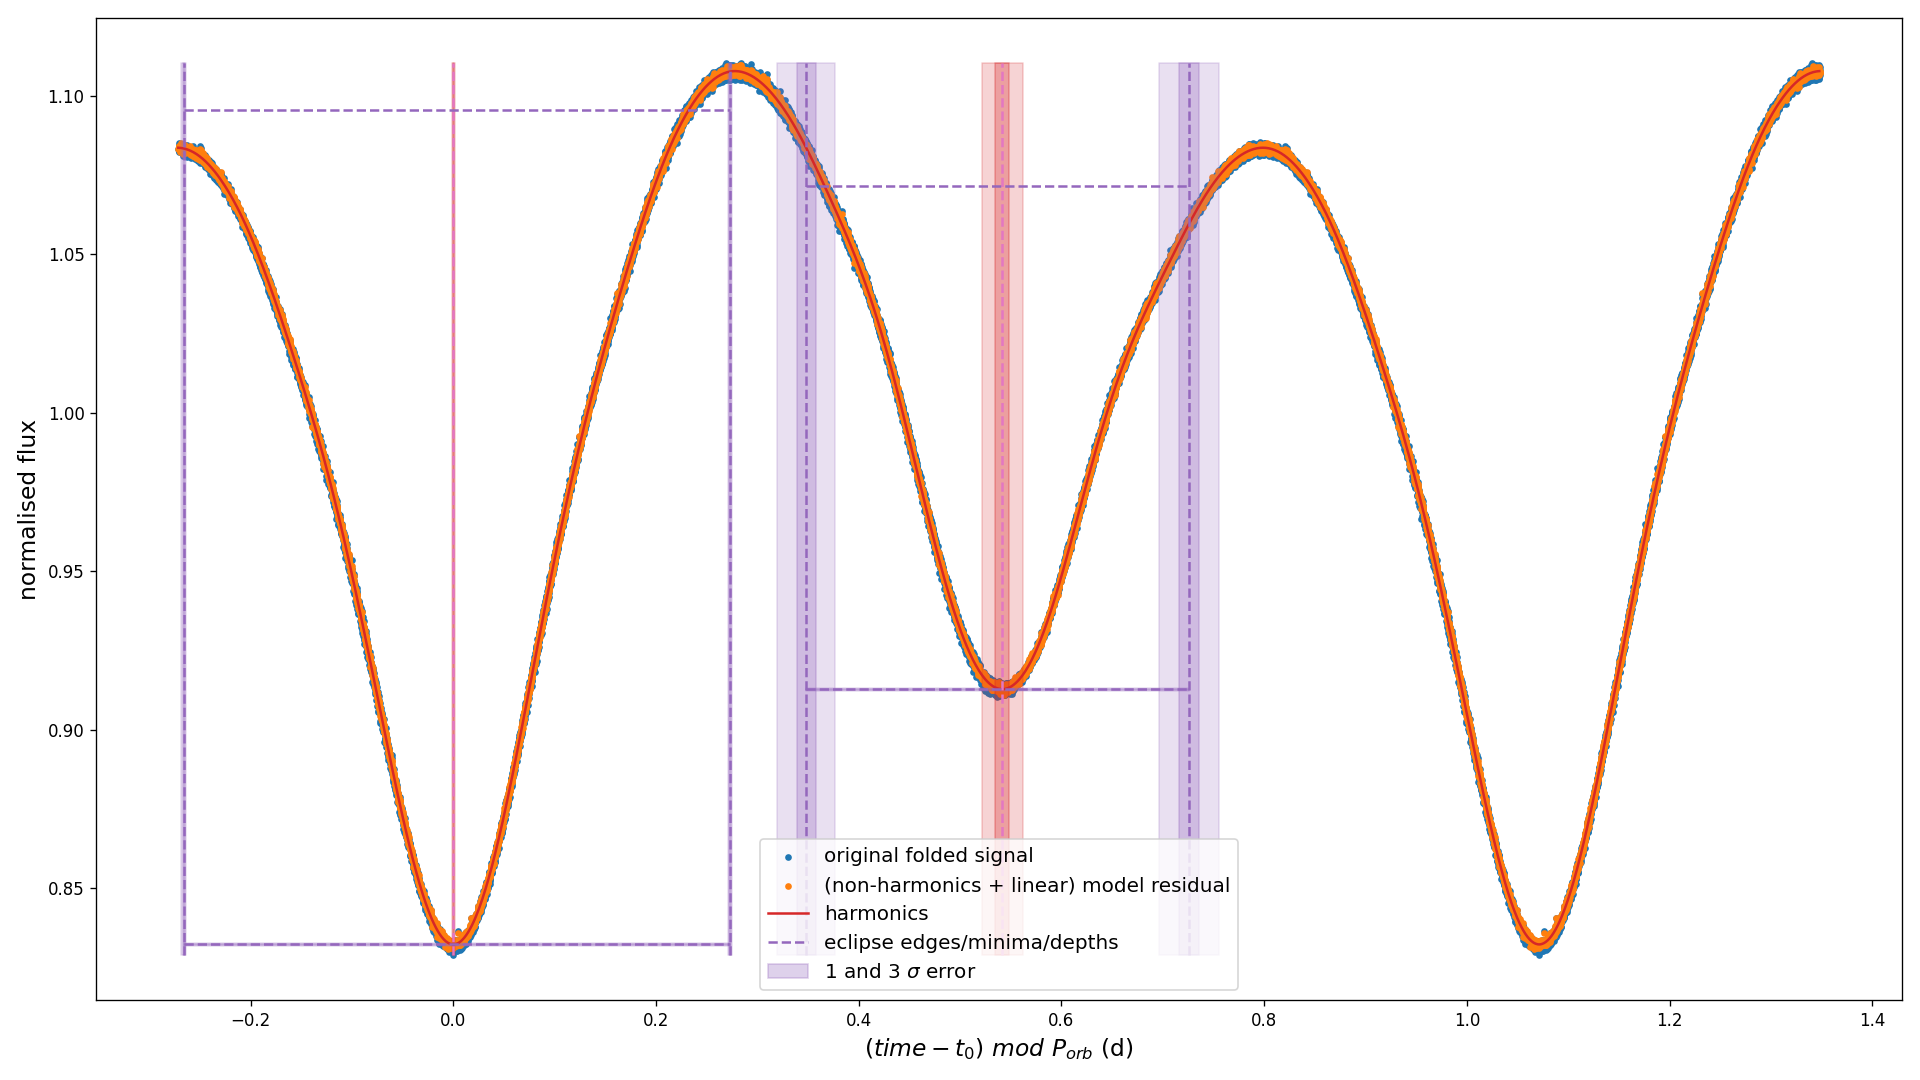 normalised flux
1.10
1.05
1.00
0.95
0.90
0.85
original folded signal
(non-harmonics + linear) model residual
harmonics
eclipse edges/minima/depths
1 and 3 σ error
−0.2
0.0
0.2
0.4
0.6
0.8
1.0
1.2
1.4
(time − t₀) mod Pₒᵣb (d)